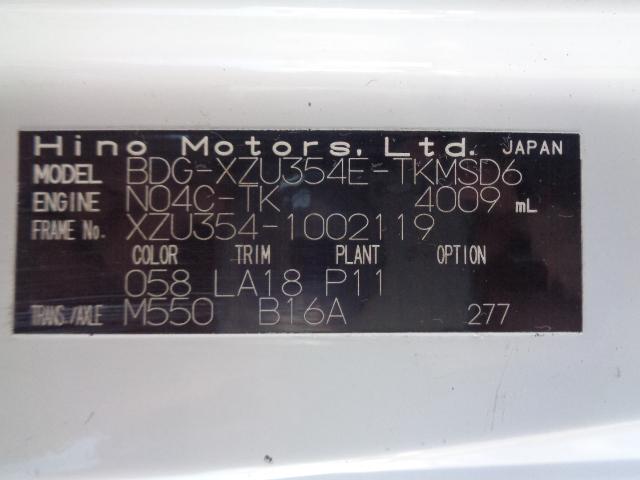 Hino Motors, Ltd. JAPAN
MODEL BDG-XZU354E-TKMSD6
ENGINE N04C-TK 4009 mL
FRAME No. XZU354-1002119
COLOR TRIM PLANT OPTION
058 LA18 P11
TRANS/AXLE M550 B16A 277